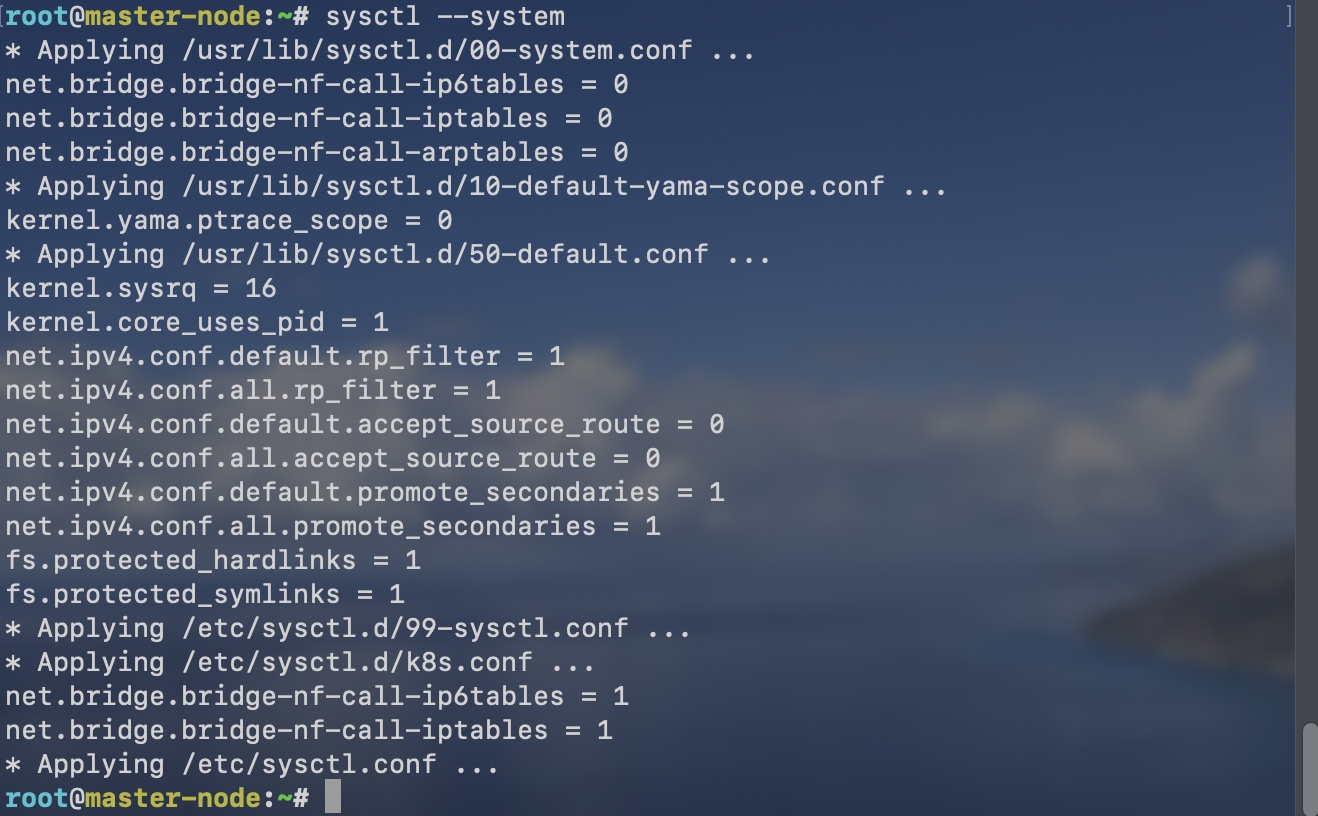 [root@master-node:~# sysctl --system ]
* Applying /usr/lib/sysctl.d/00-system.conf ...
net.bridge.bridge-nf-call-ip6tables = 0
net.bridge.bridge-nf-call-iptables = 0
net.bridge.bridge-nf-call-arptables = 0
* Applying /usr/lib/sysctl.d/10-default-yama-scope.conf ...
kernel.yama.ptrace_scope = 0
* Applying /usr/lib/sysctl.d/50-default.conf ...
kernel.sysrq = 16
kernel.core_uses_pid = 1
net.ipv4.conf.default.rp_filter = 1
net.ipv4.conf.all.rp_filter = 1
net.ipv4.conf.default.accept_source_route = 0
net.ipv4.conf.all.accept_source_route = 0
net.ipv4.conf.default.promote_secondaries = 1
net.ipv4.conf.all.promote_secondaries = 1
fs.protected_hardlinks = 1
fs.protected_symlinks = 1
* Applying /etc/sysctl.d/99-sysctl.conf ...
* Applying /etc/sysctl.d/k8s.conf ...
net.bridge.bridge-nf-call-ip6tables = 1
net.bridge.bridge-nf-call-iptables = 1
* Applying /etc/sysctl.conf ...
root@master-node:~#